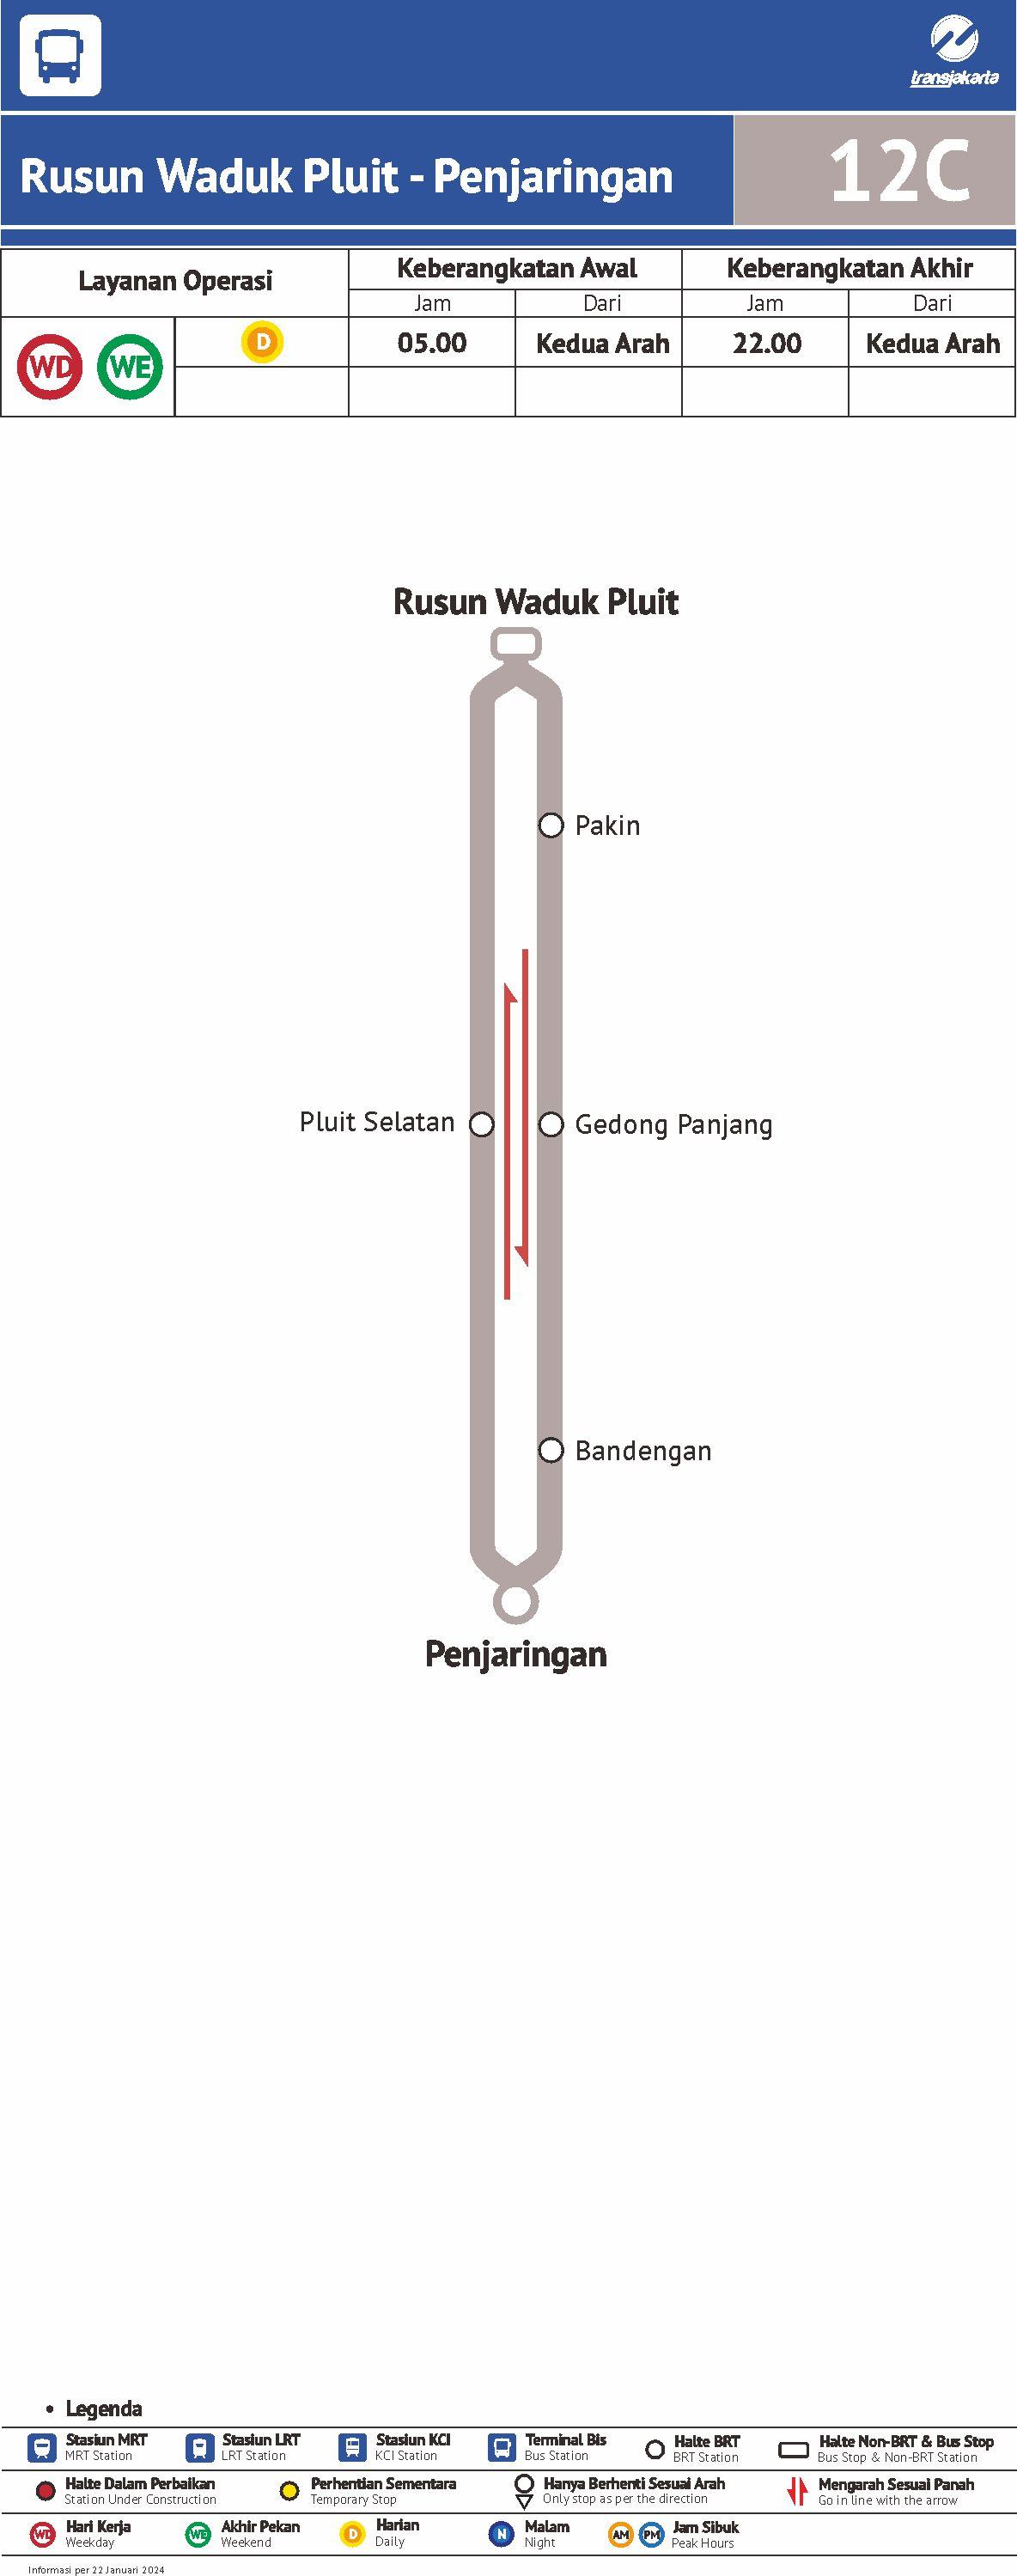 transjakarta
Rusun Waduk Pluit - Penjaringan
12C
Layanan Operasi
Keberangkatan Awal
Keberangkatan Akhir
Jam
Dari
Jam
Dari
WD
WE
D
05.00
Kedua Arah
22.00
Kedua Arah
Rusun Waduk Pluit
Pakin
Pluit Selatan
Gedong Panjang
Bandengan
Penjaringan
• Legenda
Stasiun MRT
MRT Station
Stasiun LRT
LRT Station
Stasiun KCI
KCI Station
Terminal Bis
Bus Station
Halte BRT
BRT Station
Halte Non-BRT & Bus Stop
Bus Stop & Non-BRT Station
Halte Dalam Perbaikan
Station Under Construction
Perhentian Sementara
Temporary Stop
Hanya Berhenti Sesuai Arah
Only stop as per the direction
Mengarah Sesuai Panah
Go in line with the arrow
WD
Hari Kerja
Weekday
WE
Akhir Pekan
Weekend
D
Harian
Daily
N
Malam
Night
AM
PM
Jam Sibuk
Peak Hours
Informasi per 22 Januari 2024